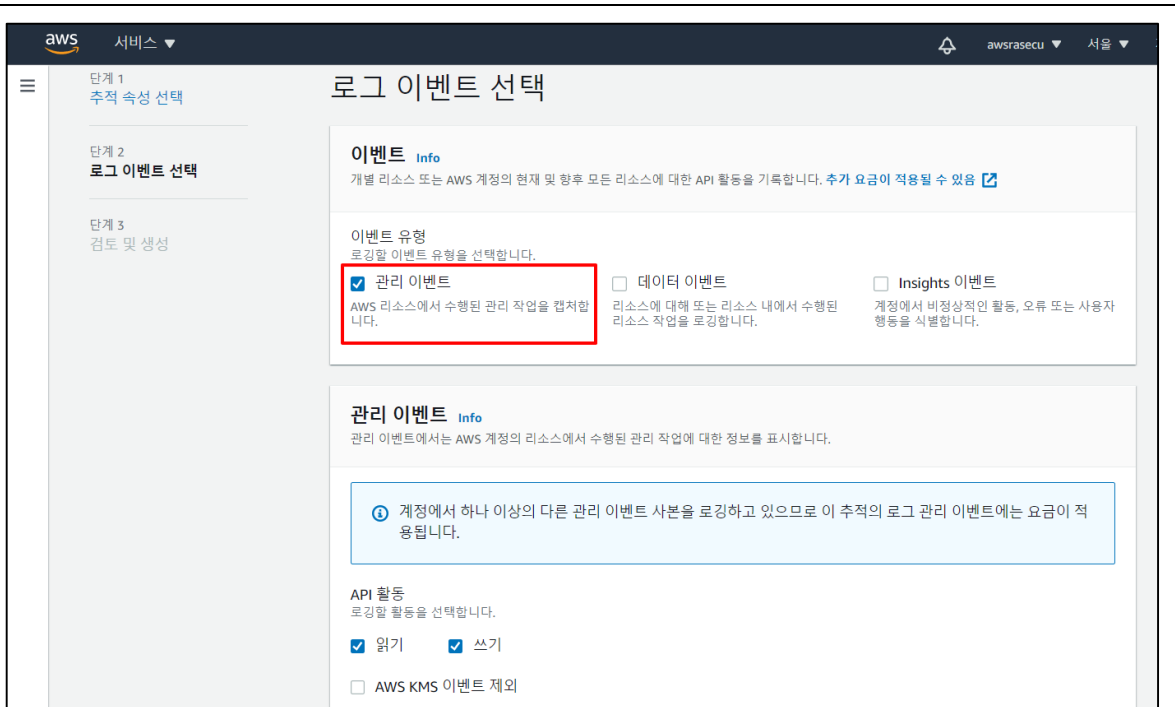 aws 서비스 ▼ awsrasecu ▼ 서울 ▼
단계 1
추적 속성 선택
단계 2
로그 이벤트 선택
단계 3
검토 및 생성
로그 이벤트 선택
이벤트 Info
개별 리소스 또는 AWS 계정의 현재 및 향후 모든 리소스에 대한 API 활동을 기록합니다. 추가 요금이 적용될 수 있음
이벤트 유형
로깅할 이벤트 유형을 선택합니다.
관리 이벤트
AWS 리소스에서 수행된 관리 작업을 캡처합
니다.
데이터 이벤트
리소스에 대해 또는 리소스 내에서 수행된
리소스 작업을 로깅합니다.
Insights 이벤트
계정에서 비정상적인 활동, 오류 또는 사용자
행동을 식별합니다.
관리 이벤트 Info
관리 이벤트에서는 AWS 계정의 리소스에서 수행된 관리 작업에 대한 정보를 표시합니다.
계정에서 하나 이상의 다른 관리 이벤트 사본을 로깅하고 있으므로 이 추적의 로그 관리 이벤트에는 요금이 적
용됩니다.
API 활동
로깅할 활동을 선택합니다.
읽기 쓰기
AWS KMS 이벤트 제외